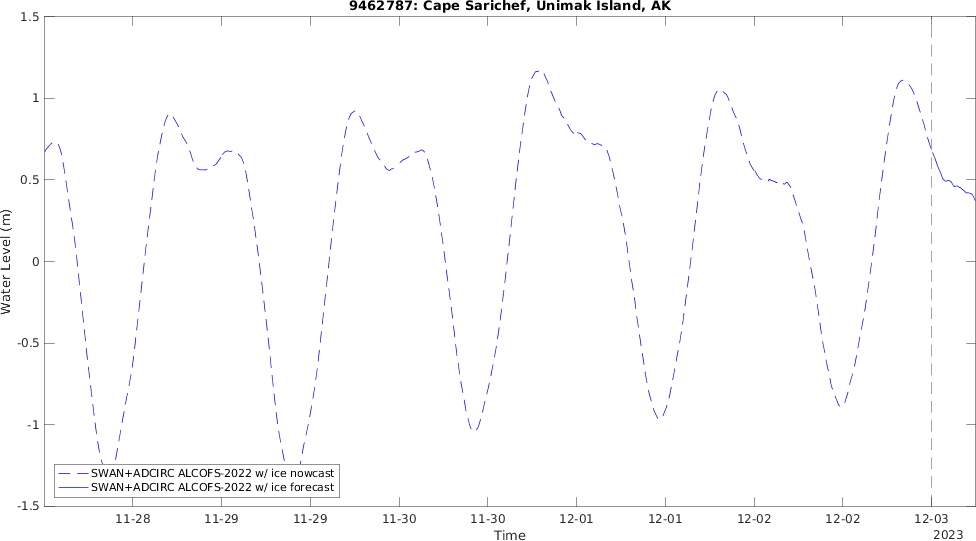 9462787: Cape Sarichef, Unimak Island, AK
1.5
1
0.5
0
-0.5
-1
-1.5
Water Level (m)
SWAN+ADCIRC ALCOFS-2022 w/ ice nowcast
SWAN+ADCIRC ALCOFS-2022 w/ ice forecast
11-28 11-29 11-29 11-30 11-30 12-01 12-01 12-02 12-02 12-03
Time 2023